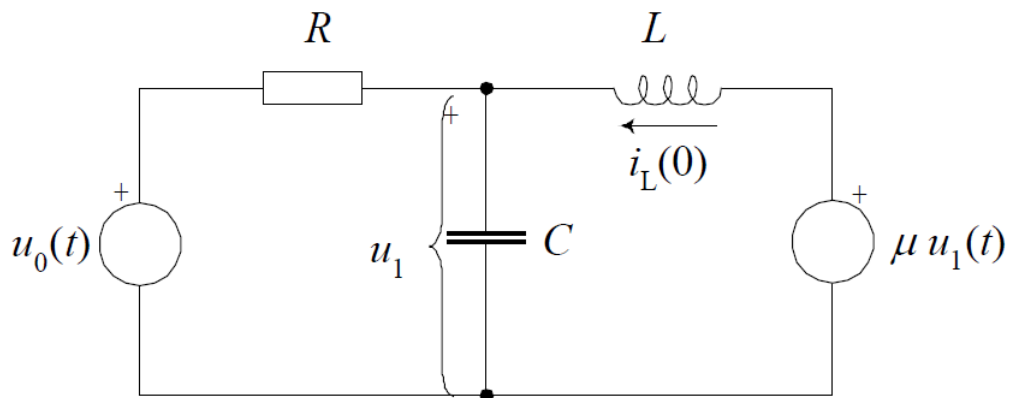 R
L
+
i_L(0)
+
+
u_0(t)
u_1
C
μ u_1(t)